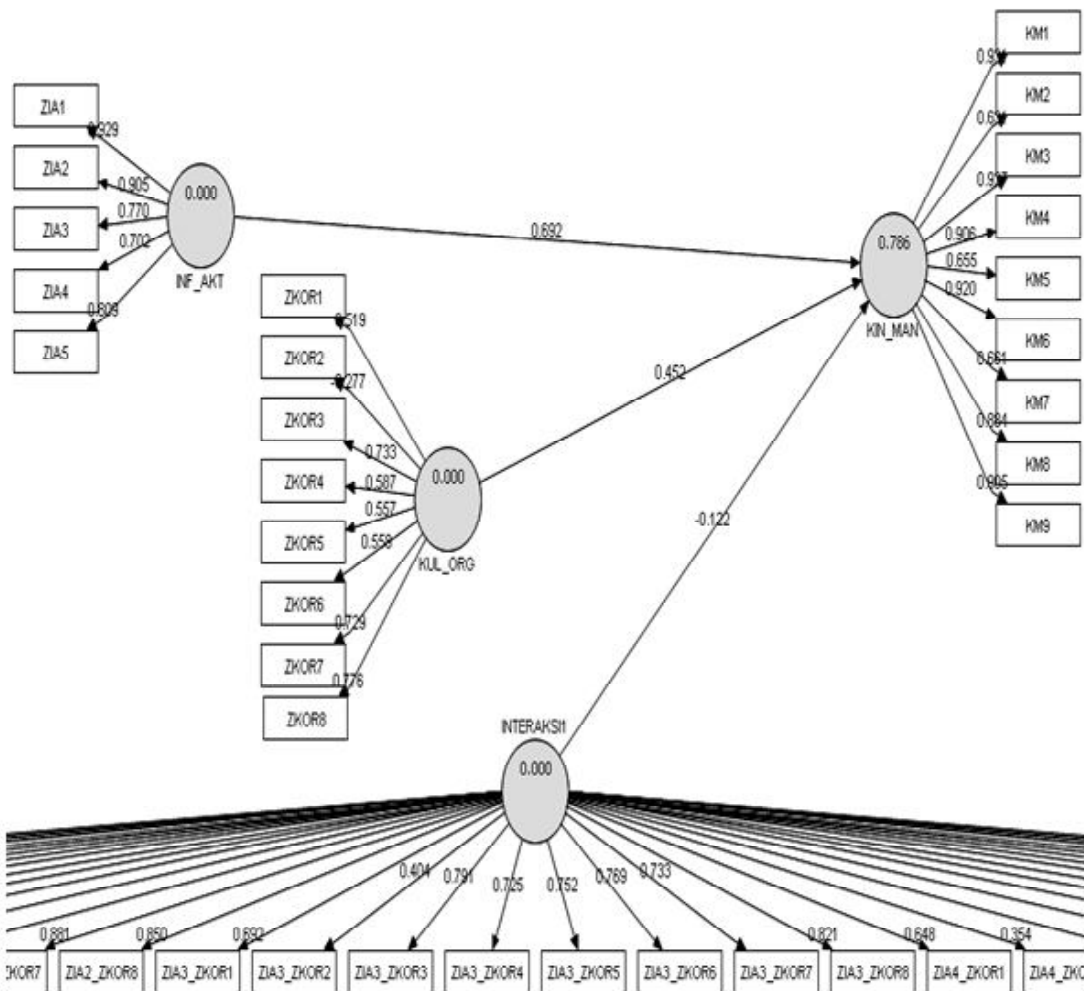 KM1
KM2
KM3
KM4
KM5
KM6
KM7
KM8
KM9
0.906
0.655
0.920
0.661
0.786
KIN_MAN
ZIA1
ZIA2
ZIA3
ZIA4
ZIA5
0.929
0.905
0.770
0.702
0.000
INF_AKT
0.692
ZKOR1
ZKOR2
ZKOR3
ZKOR4
ZKOR5
ZKOR6
ZKOR7
ZKOR8
0.519
-0.277
0.733
0.587
0.557
0.558
0.729
0.776
0.000
KUL_ORG
0.452
-0.122
INTERAKSI1
0.000
0.404
0.791
0.725
0.752
0.769
0.733
0.881
0.850
0.692
0.821
0.648
0.354
ZIA2_ZKOR8
ZIA3_ZKOR1
ZIA3_ZKOR2
ZIA3_ZKOR3
ZIA3_ZKOR4
ZIA3_ZKOR5
ZIA3_ZKOR6
ZIA3_ZKOR7
ZIA3_ZKOR8
ZIA4_ZKOR1